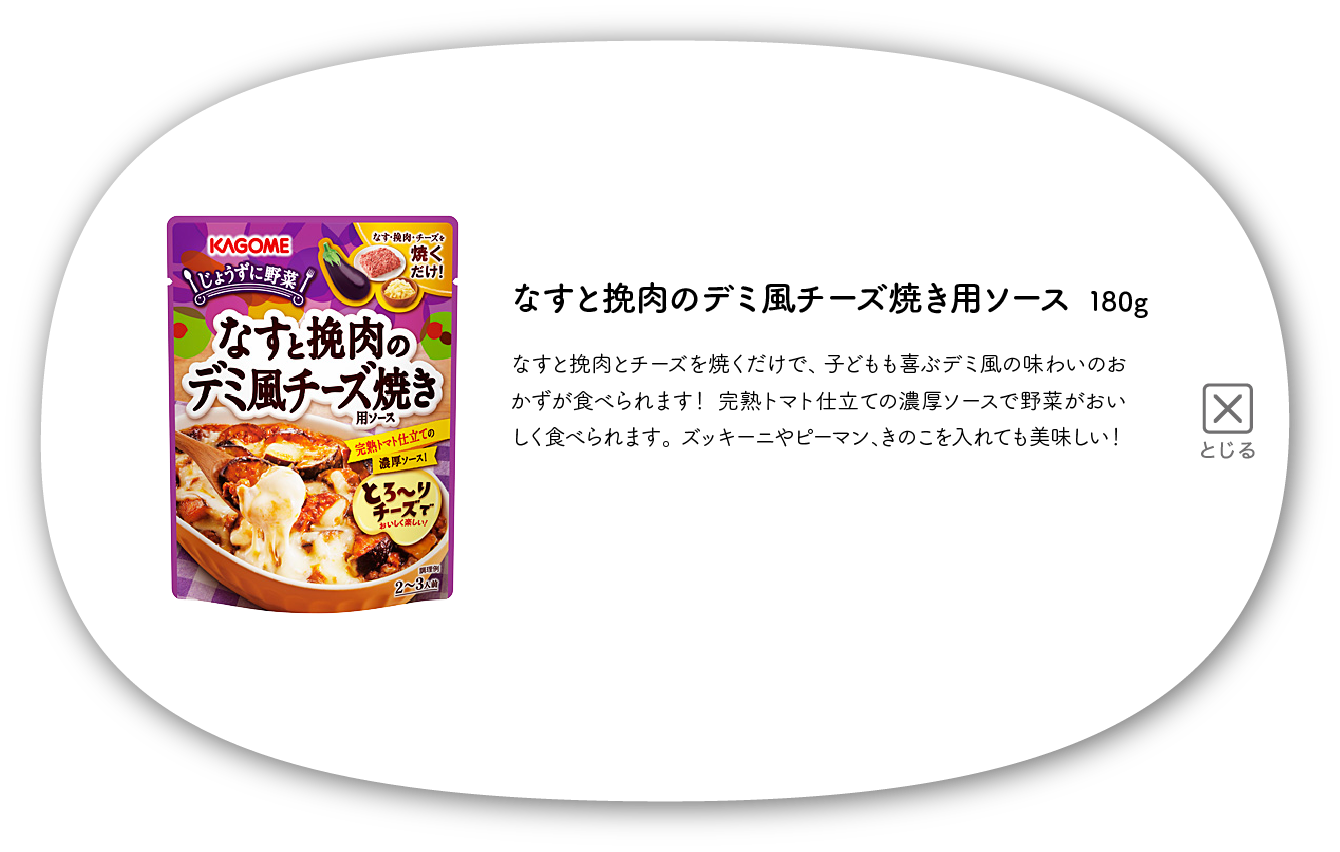 KAGOME
じょうずに野菜
なす・挽肉・チーズを
焼く
だけ!
なすと挽肉の
デミ風チーズ焼き
用ソース
完熟トマト仕立ての
濃厚ソース!
とろ〜り
チーズで
おいしく楽しい!
調理例
2〜3人前
なすと挽肉のデミ風チーズ焼き用ソース 180g
なすと挽肉とチーズを焼くだけで、子どもも喜ぶデミ風の味わいのお
かずが食べられます! 完熟トマト仕立ての濃厚ソースで野菜がおい
しく食べられます。ズッキーニやピーマン、きのこを入れても美味しい!
とじる